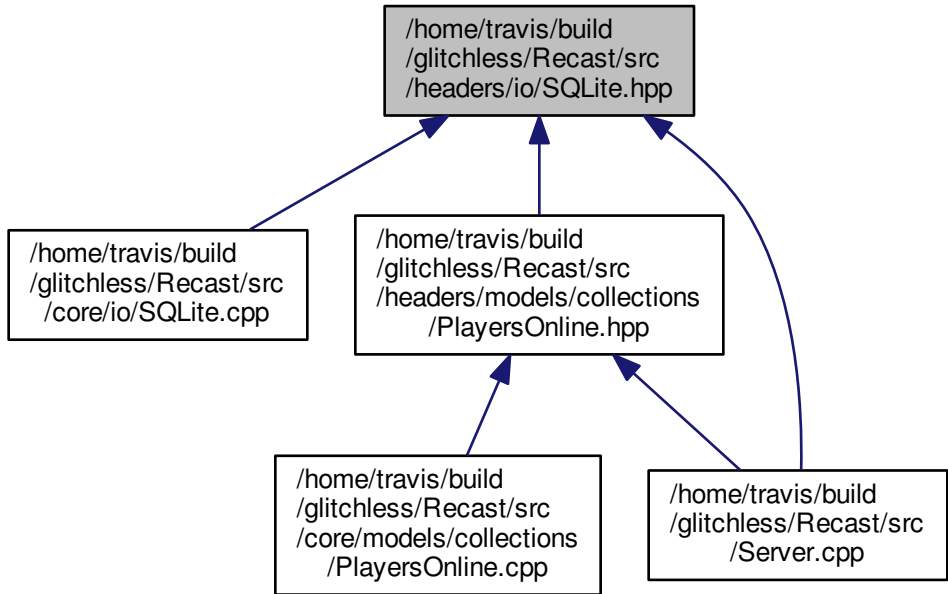 /home/travis/build
/glitchless/Recast/src
/headers/io/SQLite.hpp
/home/travis/build
/glitchless/Recast/src
/core/io/SQLite.cpp
/home/travis/build
/glitchless/Recast/src
/headers/models/collections
/PlayersOnline.hpp
/home/travis/build
/glitchless/Recast/src
/core/models/collections
/PlayersOnline.cpp
/home/travis/build
/glitchless/Recast/src
/Server.cpp